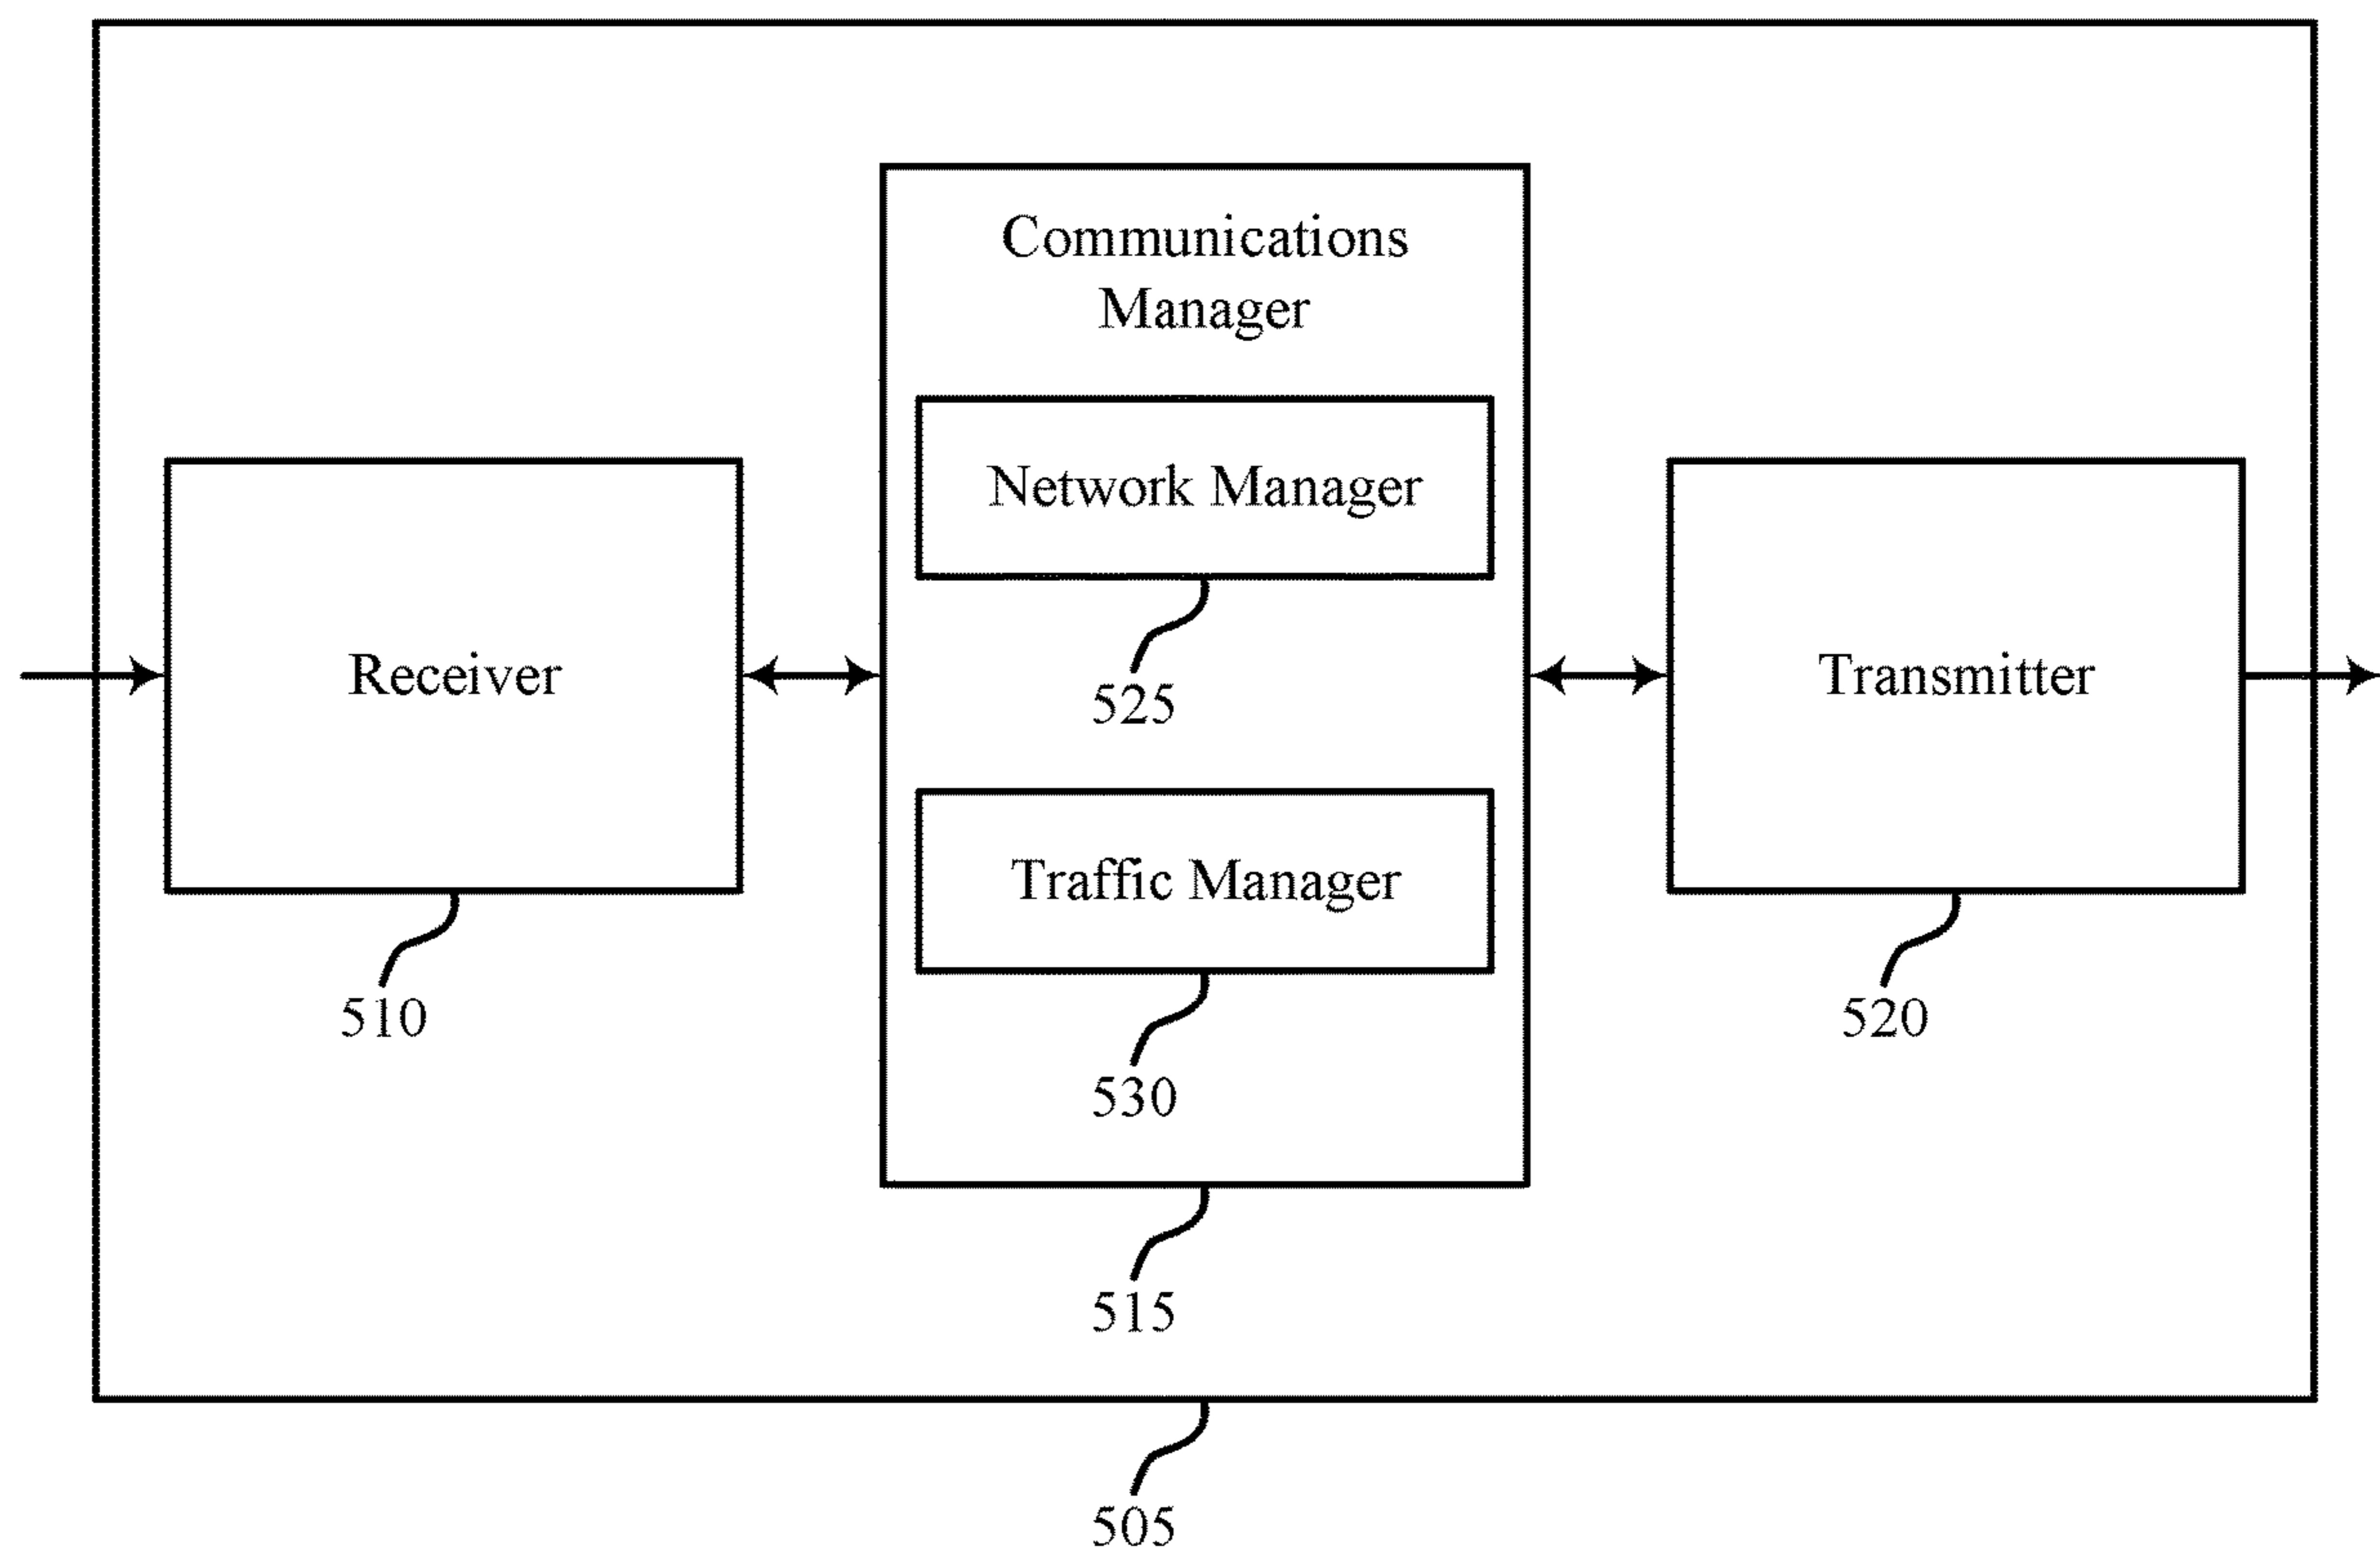 Communications
Manager
Network Manager
525
Receiver
Transmitter
Traffic Manager
510
520
530
515
505